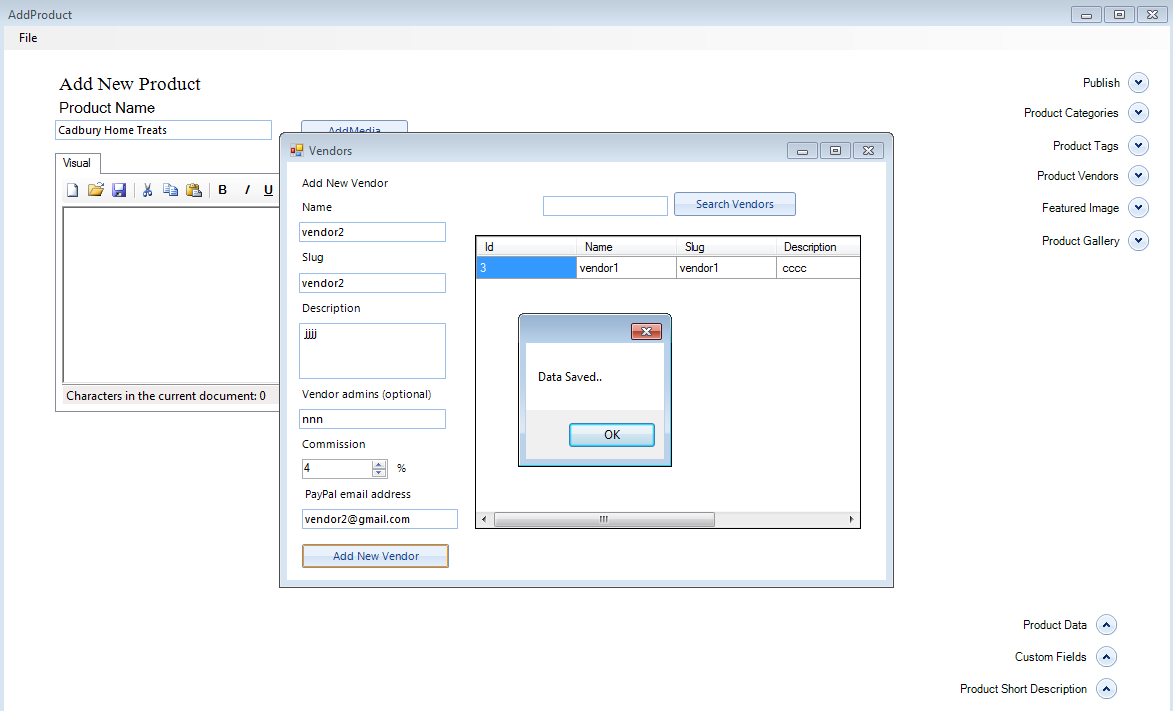 AddProduct
File
Add New Product
Product Name
Cadbury Home Treats
AddMedia
Visual
B I U
Characters in the current document: 0
Publish
Product Categories
Product Tags
Product Vendors
Featured Image
Product Gallery
Vendors
Add New Vendor
Name
vendor2
Slug
vendor2
Description
jjjj
Vendor admins (optional)
nnn
Commission
4 %
PayPal email address
vendor2@gmail.com
Add New Vendor
Search Vendors
Id Name Slug Description
3 vendor1 vendor1 cccc
Data Saved..
OK
Product Data
Custom Fields
Product Short Description